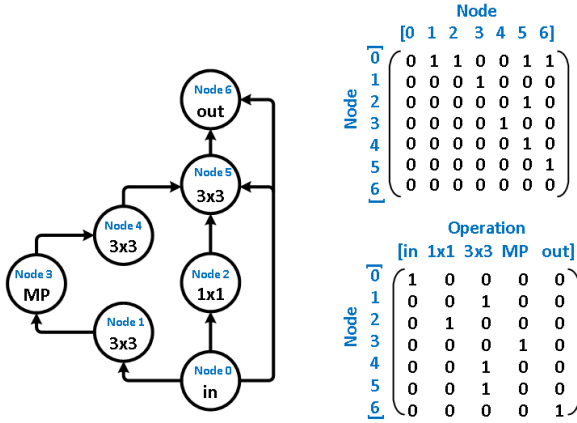 Node 6
out
Node 5
3x3
Node 4
3x3
Node 3
MP
Node 2
1x1
Node 1
3x3
Node 0
in
Node
[0 1 2 3 4 5 6]
Node
[0 1 2 3 4 5 6]
0 1 1 0 0 1 1
0 0 0 1 0 0 0
0 0 0 0 0 1 0
0 0 0 0 1 0 0
0 0 0 0 0 1 0
0 0 0 0 0 0 1
0 0 0 0 0 0 0
Operation
[in 1x1 3x3 MP out]
Node
[0 1 2 3 4 5 6]
1 0 0 0 0
0 0 1 0 0
0 1 0 0 0
0 0 0 1 0
0 0 1 0 0
0 0 1 0 0
0 0 0 0 1